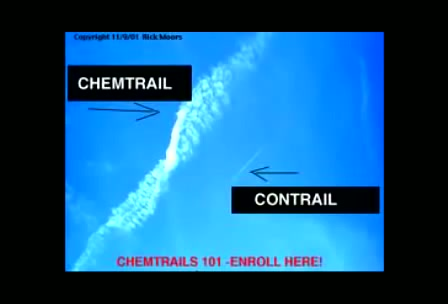 Copyright 11/9/01 Rick Moors
CHEMTRAIL
CONTRAIL
CHEMTRAILS 101 -ENROLL HERE!